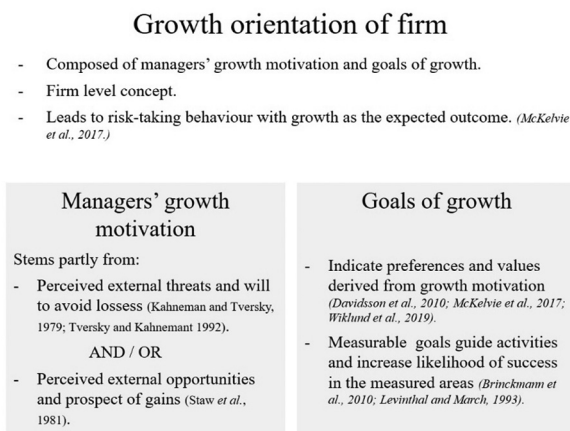 Growth orientation of firm
- Composed of managers’ growth motivation and goals of growth.
- Firm level concept.
- Leads to risk-taking behaviour with growth as the expected outcome. (McKelvie
et al., 2017.)
Managers’ growth
motivation
Stems partly from:
- Perceived external threats and will
to avoid lossess (Kahneman and Tversky,
1979; Tversky and Kahnemant 1992).
AND / OR
- Perceived external opportunities
and prospect of gains (Staw et al.,
1981).
Goals of growth
- Indicate preferences and values
derived from growth motivation
(Davidsson et al., 2010; McKelvie et al., 2017;
Wiklund et al., 2019).
- Measurable goals guide activities
and increase likelihood of success
in the measured areas (Brinckmann et
al., 2010; Levinthal and March, 1993).